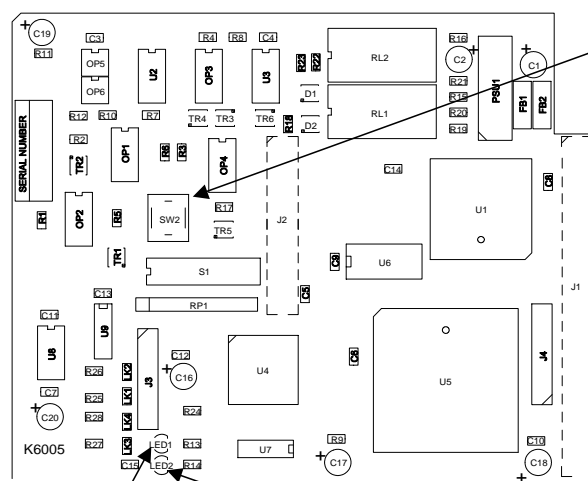 C19
C3
R4
R8
C4
R16
R11
OP5
OP6
U2
OP3
U3
R23
R22
RL2
C2
C1
R21
D1
PSU1
R15
FB1
FB2
SERIAL NUMBER
R12
R10
R7
TR4
TR3
TR6
R18
D2
RL1
R20
R19
R2
TR2
OP1
R6
R3
OP4
C14
C8
R1
OP2
R5
SW2
R17
TR5
J2
U1
TR1
S1
C9
U6
J1
C13
RP1
C5
C11
U8
U9
J3
C12
C16
U4
C6
U5
J4
R26
LK2
C7
R25
LK1
C20
R28
LK4
R24
K6005
R27
LK3
LED1
R13
U7
R9
C10
C15
LED2
R14
C17
C18